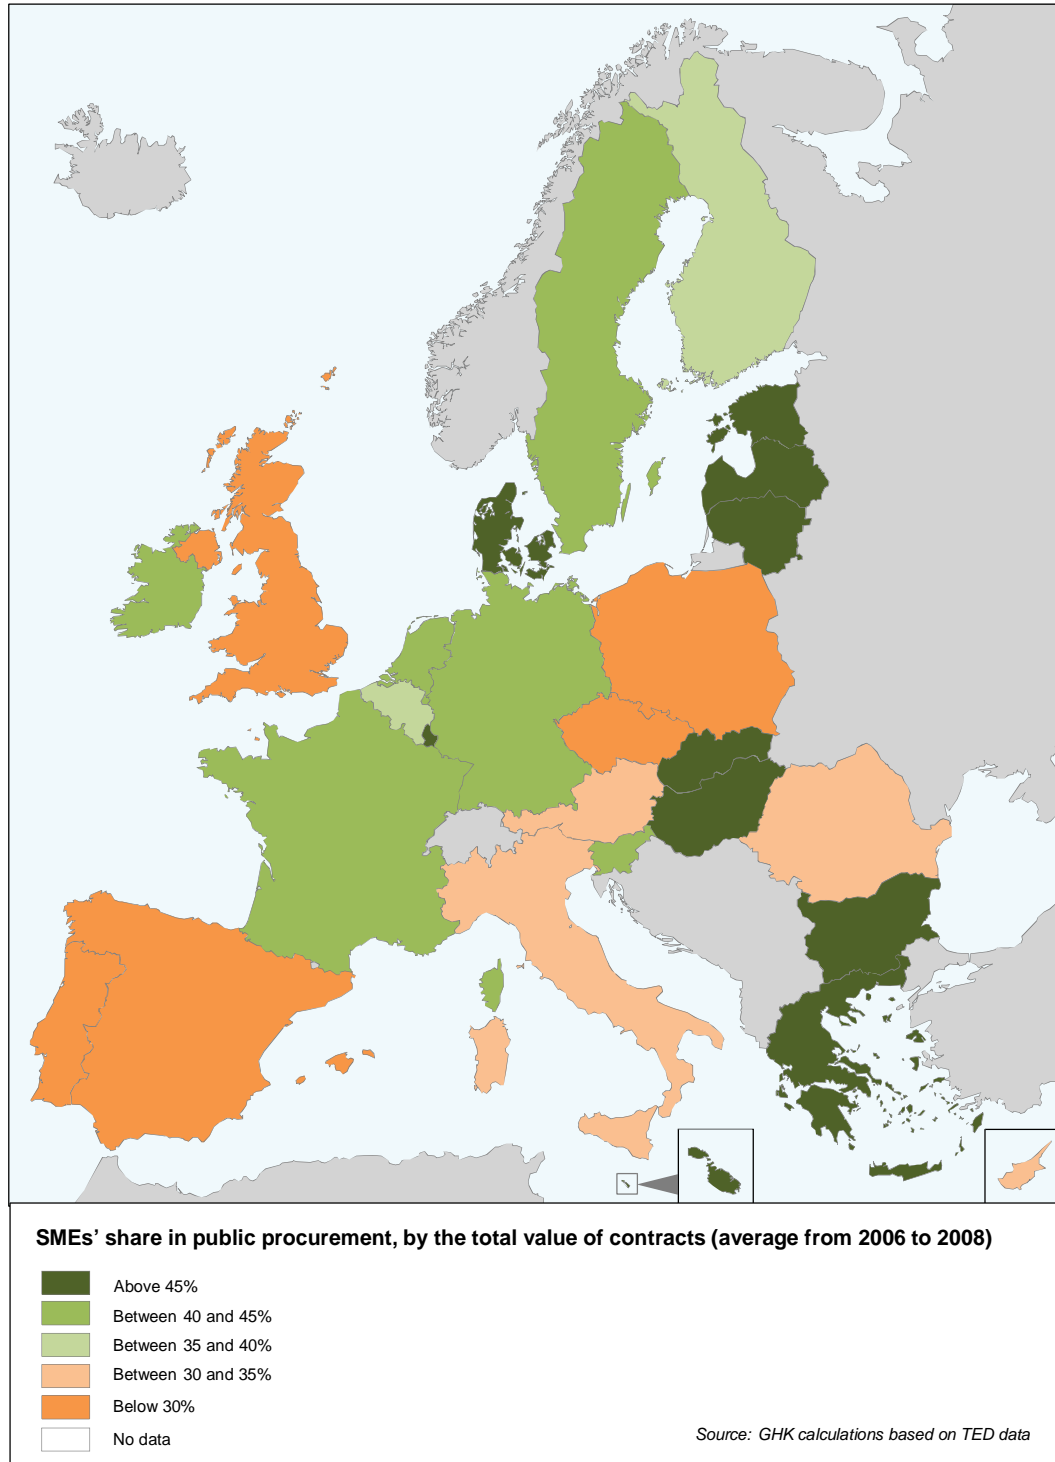 SMEs' share in public procurement, by the total value of contracts (average from 2006 to 2008)
Above 45%
Between 40 and 45%
Between 35 and 40%
Between 30 and 35%
Below 30%
No data
Source: GHK calculations based on TED data